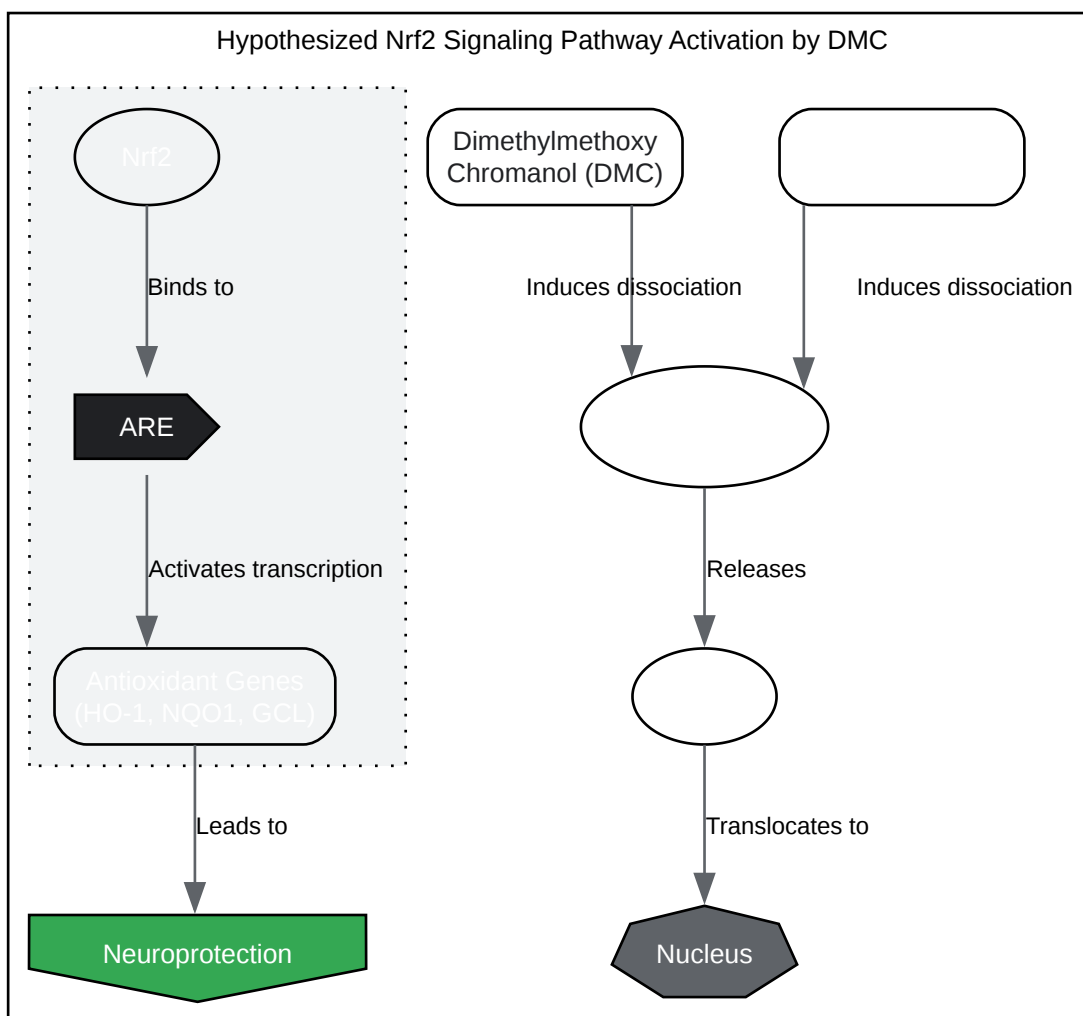 Hypothesized Nrf2 Signaling Pathway Activation by DMC
Nrf2
Dimethylmethoxy
Chromanol (DMC)
Binds to
Induces dissociation
Induces dissociation
ARE
Activates transcription
Releases
Antioxidant Genes
(HO-1, NQO1, GCL)
Leads to
Translocates to
Neuroprotection
Nucleus